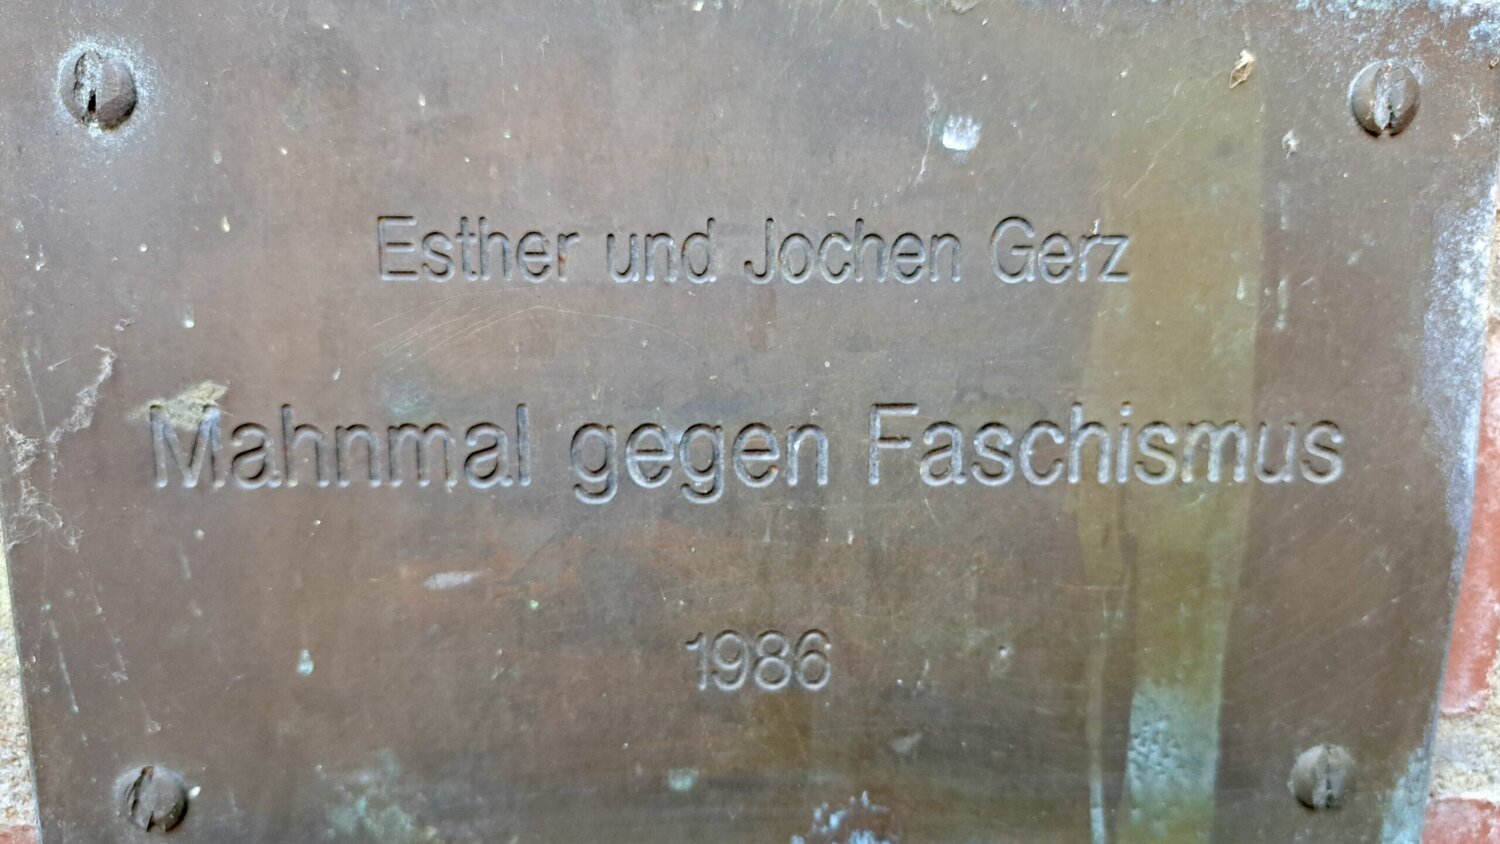 Esther und Jochen Gerz
Mahnmal gegen Faschismus
1986